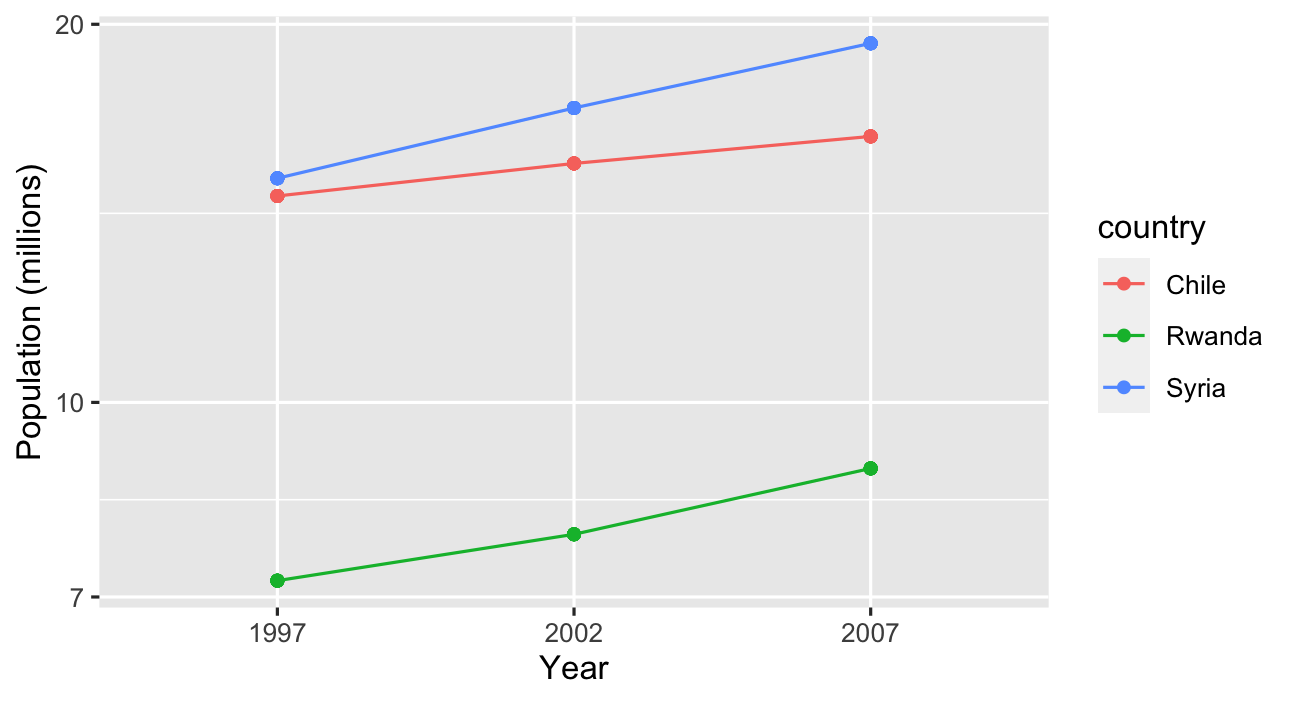 20
10
7
Population (millions)
1997 2002 2007
Year
country
Chile
Rwanda
Syria